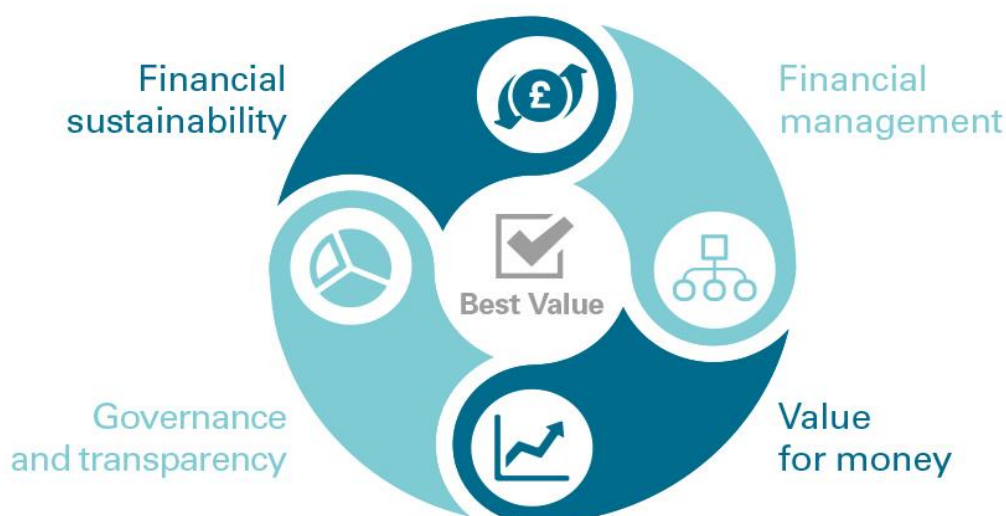 Financial
sustainability
Financial
management
£
Best Value
Governance
and transparency
Value
for money